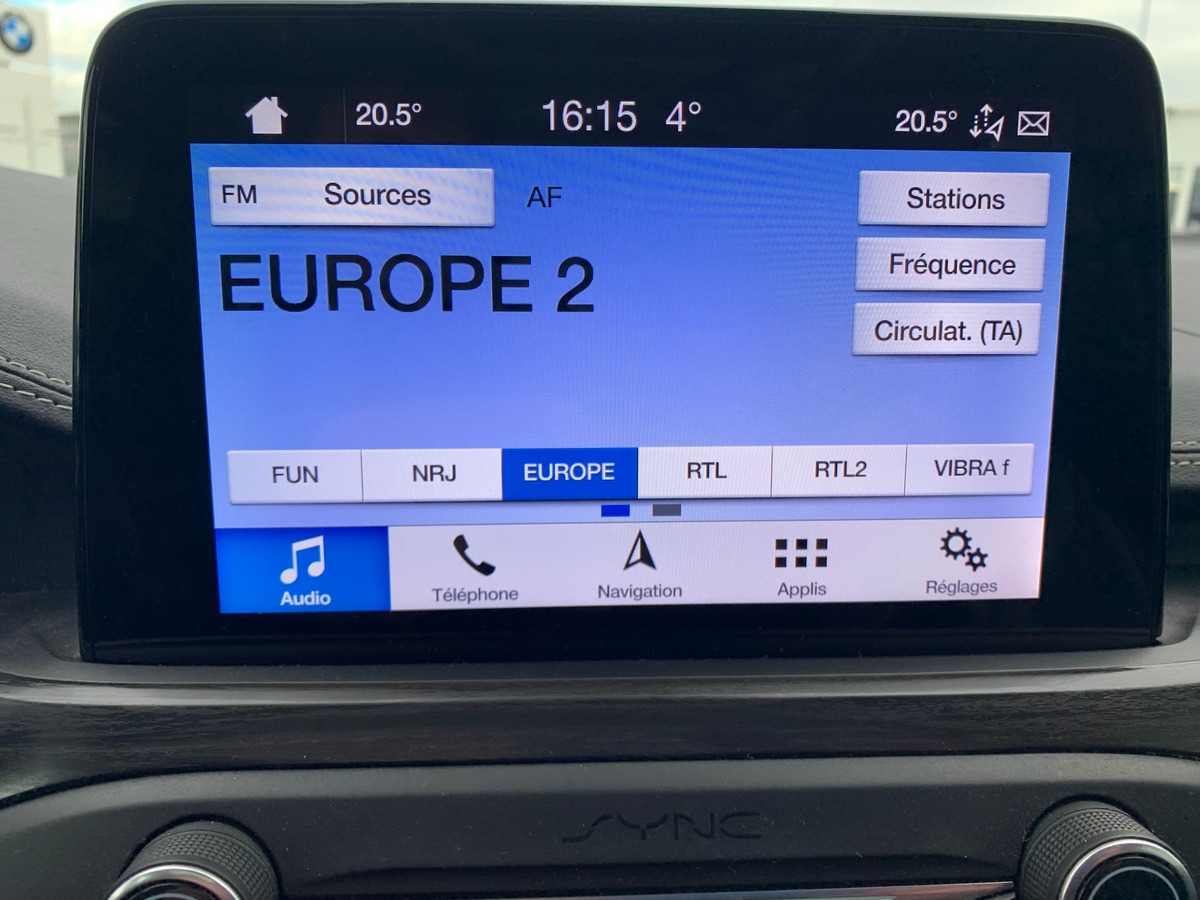 20.5° 16:15 4° 20.5°
FM Sources AF Stations
EUROPE 2
Fréquence
Circulat. (TA)
FUN NRJ EUROPE RTL RTL2 VIBRA f
Audio Téléphone Navigation Applis Réglages
SYNC